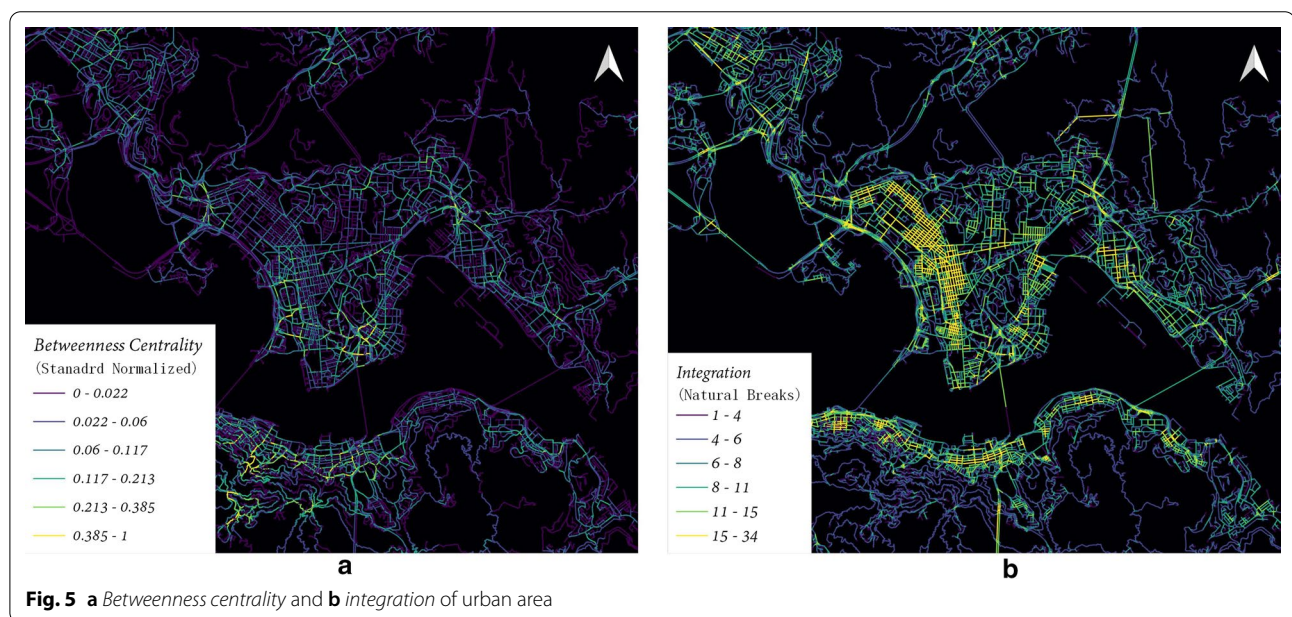 Betweenness Centrality
(Stanadrd Normalized)
0 - 0.022
0.022 - 0.06
0.06 - 0.117
0.117 - 0.213
0.213 - 0.385
0.385 - 1
a
Integration
(Natural Breaks)
1 - 4
4 - 6
6 - 8
8 - 11
11 - 15
15 - 34
b
Fig. 5 a Betweenness centrality and b integration of urban area